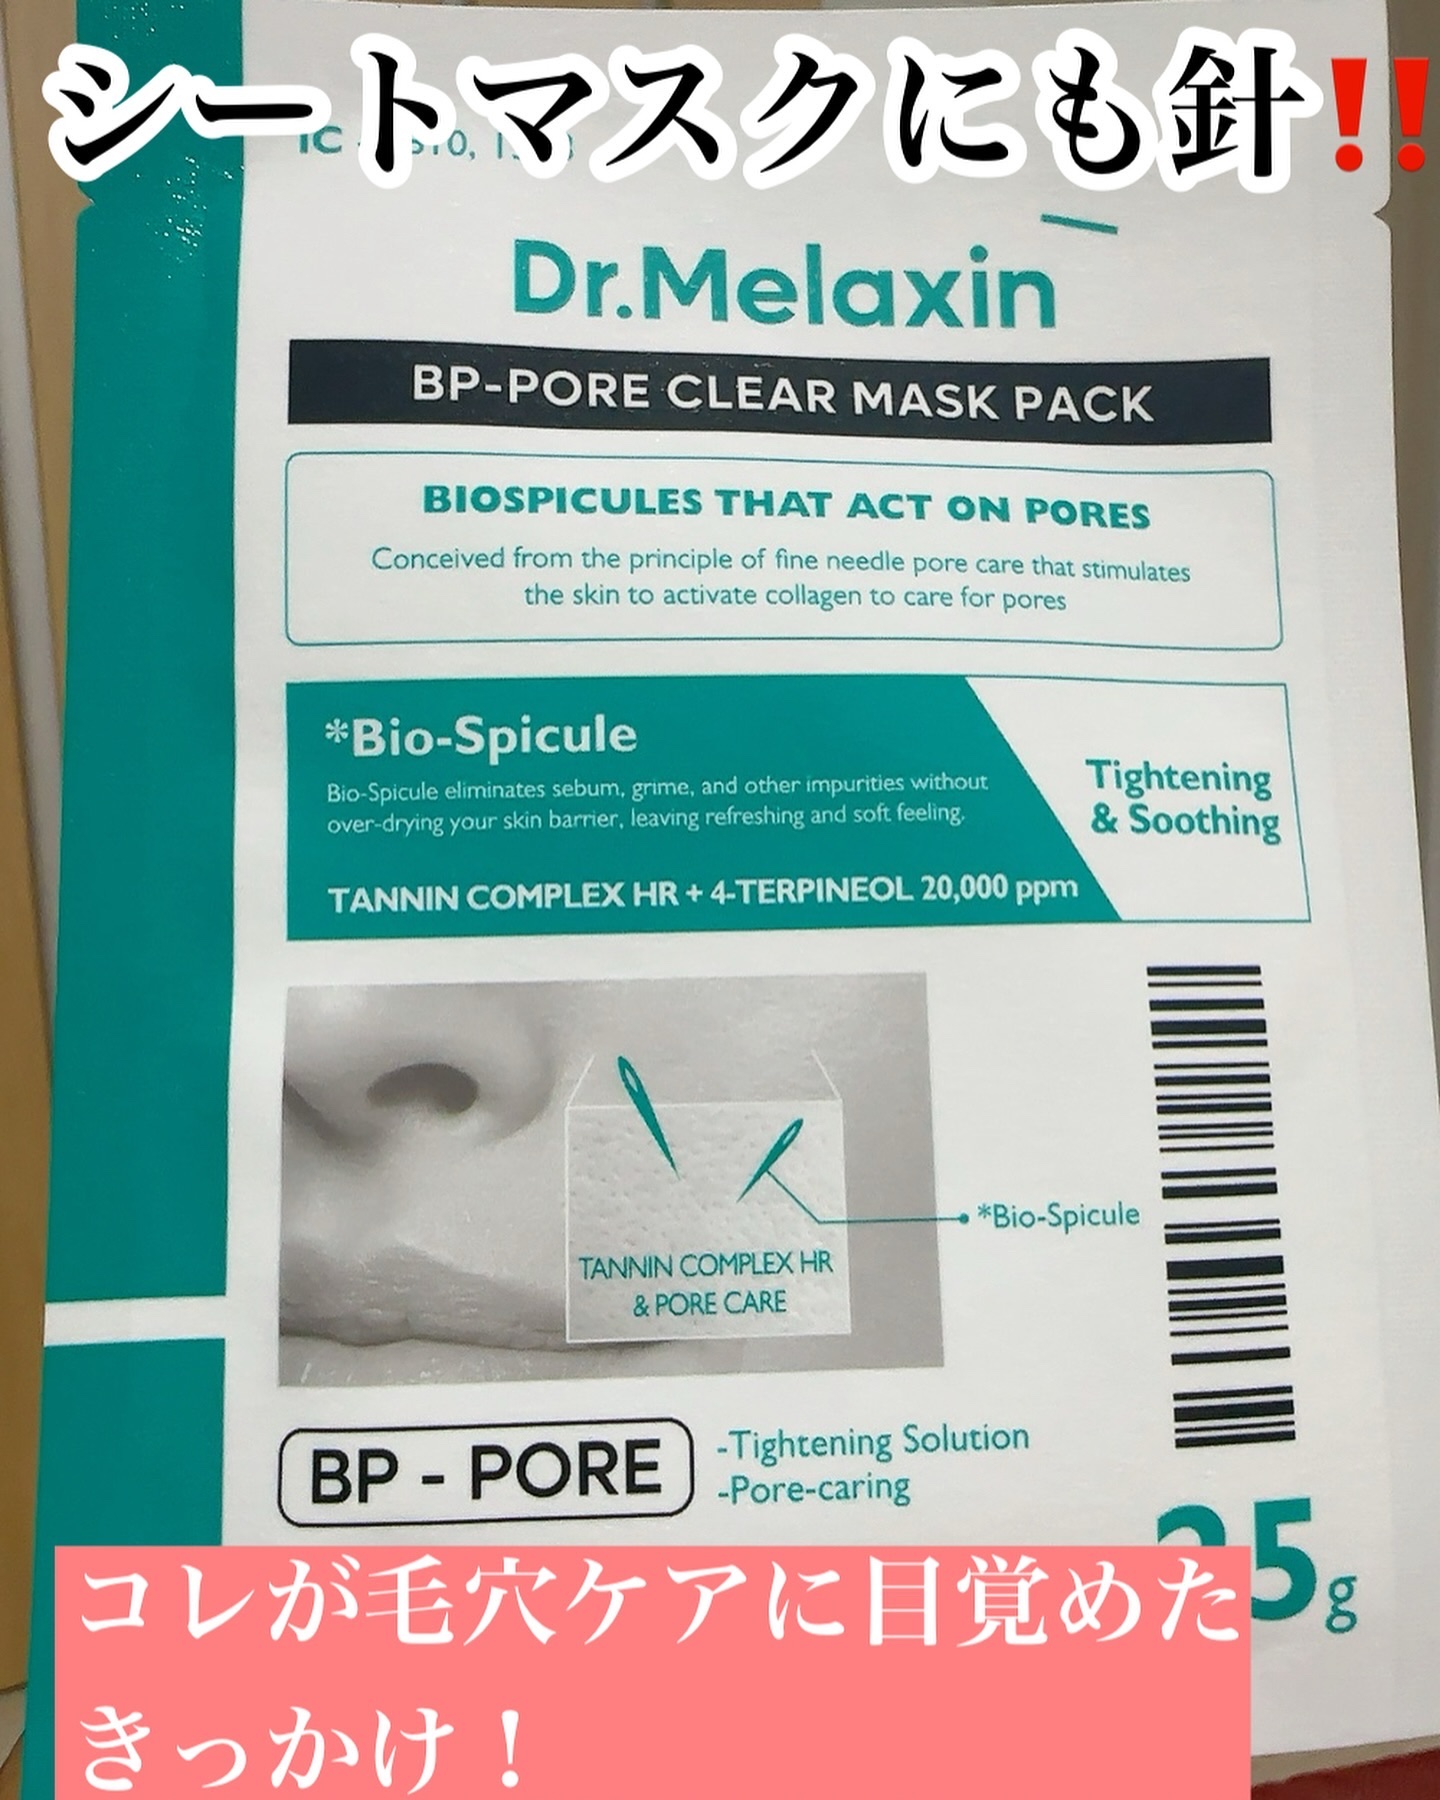 シートマスクにも針‼
Dr.Melaxin
BP-PORE CLEAR MASK PACK
BIOSPICULES THAT ACT ON PORES
Conceived from the principle of fine needle pore care that stimulates
the skin to activate collagen to care for pores
*Bio-Spicule
Bio-Spicule eliminates sebum, grime, and other impurities without
over-drying your skin barrier, leaving refreshing and soft feeling.
TANNIN COMPLEX HR + 4-TERPINEOL 20,000 ppm
Tightening
& Soothing
*Bio-Spicule
TANNIN COMPLEX HR
& PORE CARE
BP - PORE
-Tightening Solution
-Pore-caring
コレが毛穴ケアに目覚めた
きっかけ！